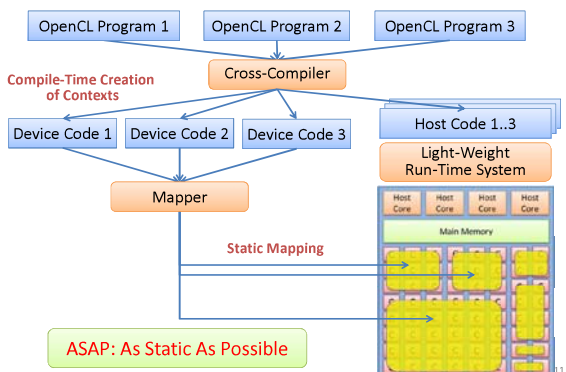 OpenCL Program 1
OpenCL Program 2
OpenCL Program 3
Cross-Compiler
Compile-Time Creation
of Contexts
Device Code 1
Device Code 2
Device Code 3
Host Code 1..3
Light-Weight
Run-Time System
Mapper
Host
Core
Host
Core
Host
Core
Host
Core
Main Memory
Static Mapping
ASAP: As Static As Possible
11